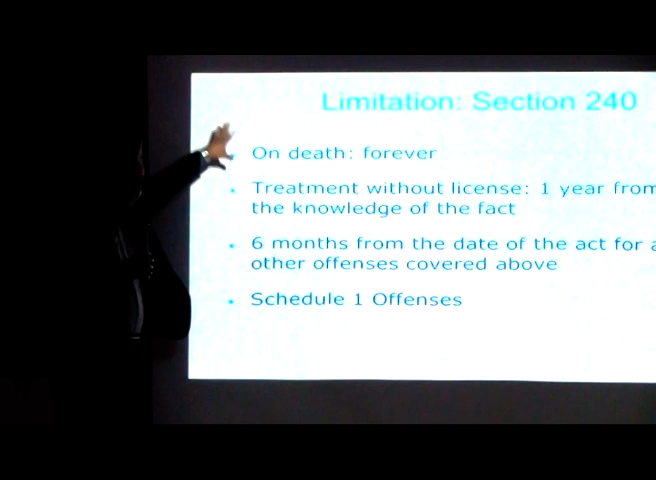 Limitation: Section 240
On death: forever
Treatment without license: 1 year from
the knowledge of the fact
6 months from the date of the act for
other offenses covered above
Schedule 1 Offenses